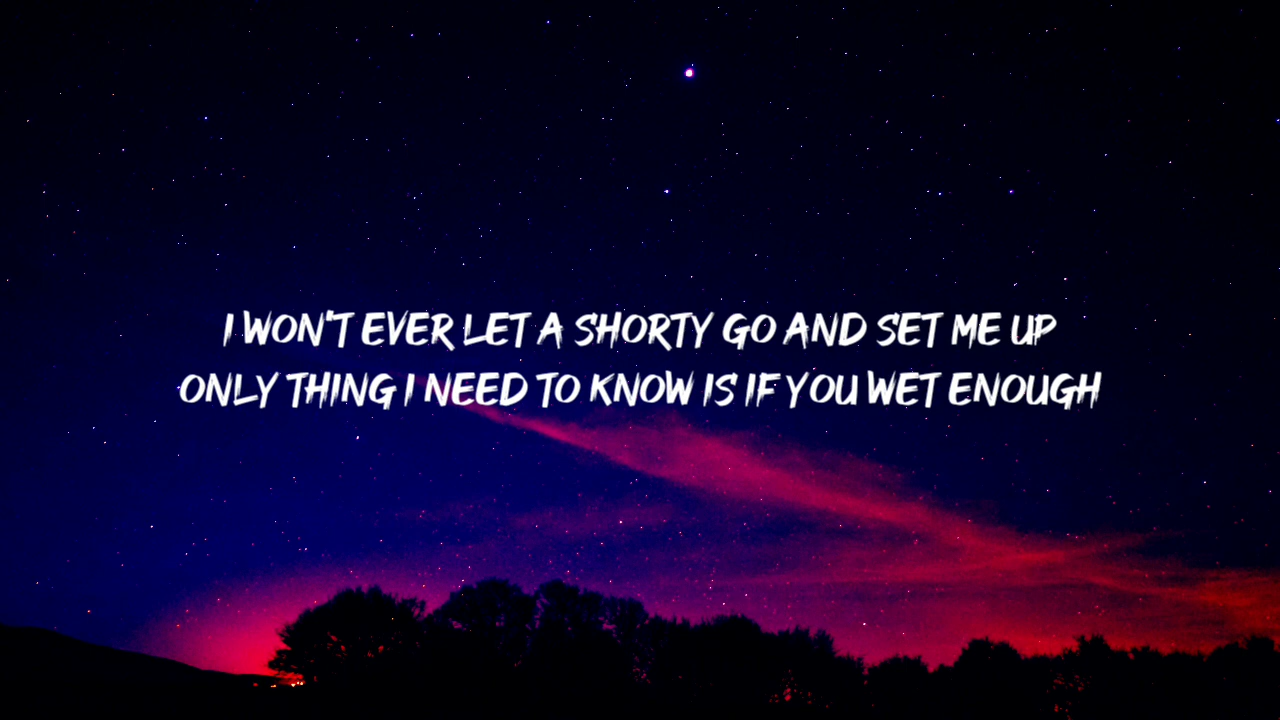 I WON'T EVER LET A SHORTY GO AND SET ME UP
ONLY THING I NEED TO KNOW IS IF YOU WET ENOUGH